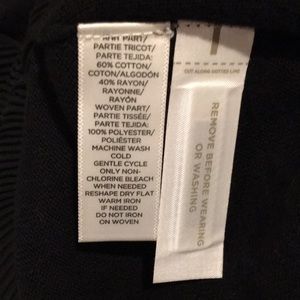 KNIT PART/
PARTIE TRICOT/
PARTE TEJIDA:
60% COTTON/
COTON/ALGODÓN
40% RAYON/
RAYONNE/
RAYÓN
WOVEN PART/
PARTIE TISSÉE/
PARTE TEJIDA:
100% POLYESTER/
POLIÉSTER
MACHINE WASH
COLD
GENTLE CYCLE
ONLY NON-
CHLORINE BLEACH
WHEN NEEDED
RESHAPE DRY FLAT
WARM IRON
IF NEEDED
DO NOT IRON
ON WOVEN
CUT ALONG DOTTED LINE
REMOVE BEFORE WEARING
OR WASHING